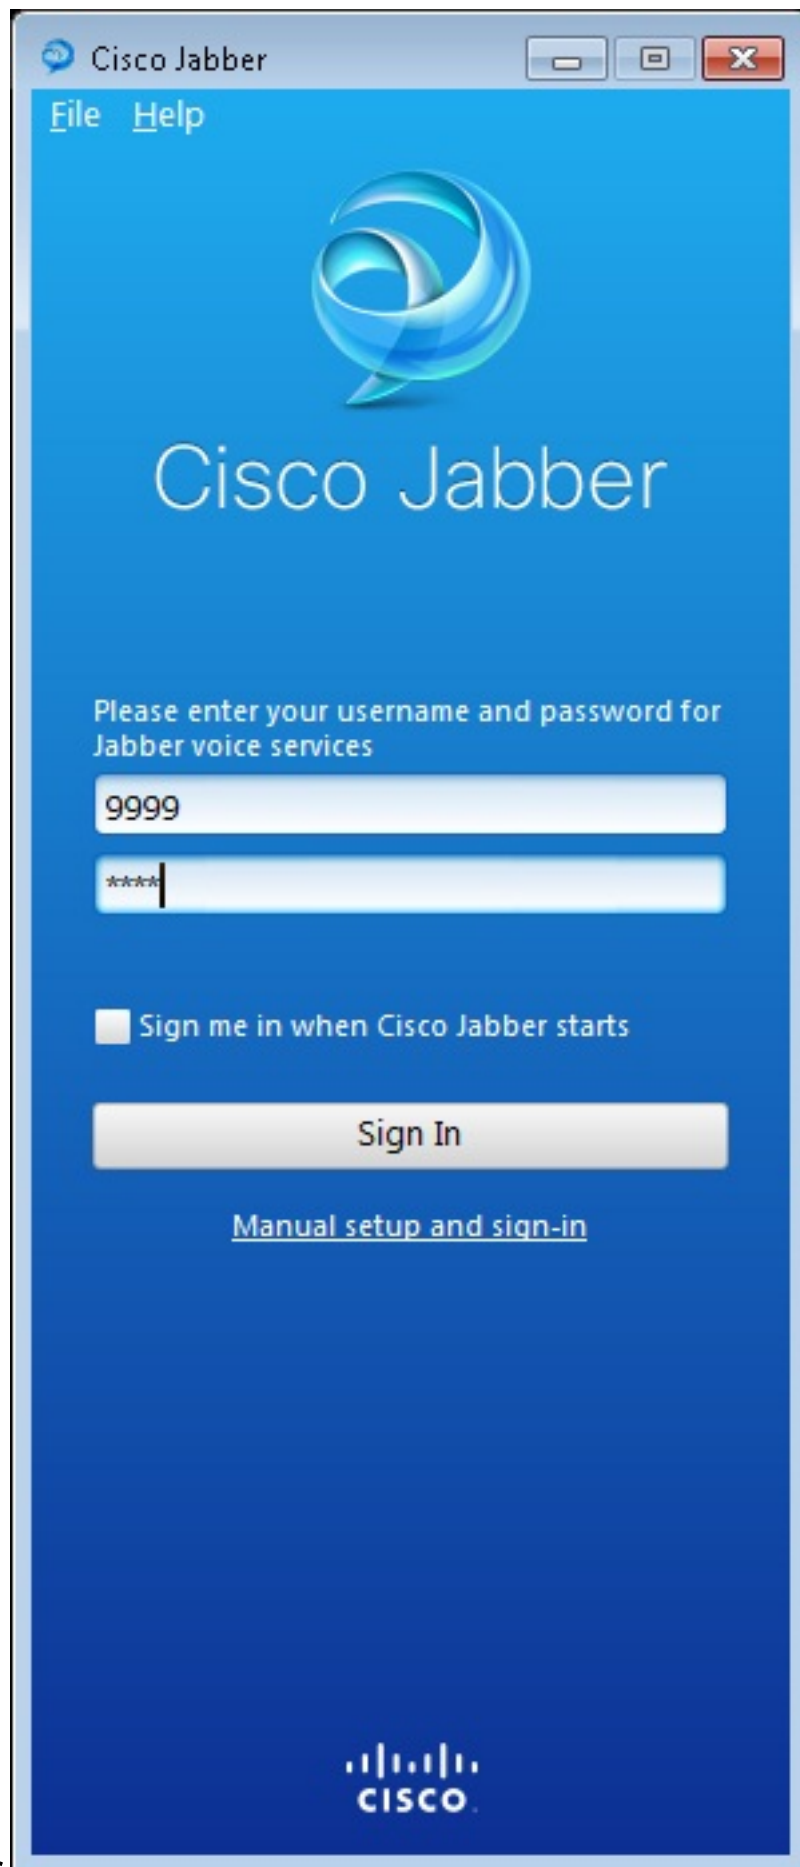 Cisco Jabber
File Help
Cisco Jabber
Please enter your username and password for
Jabber voice services
9999
****
Sign me in when Cisco Jabber starts
Sign In
Manual setup and sign-in
CISCO